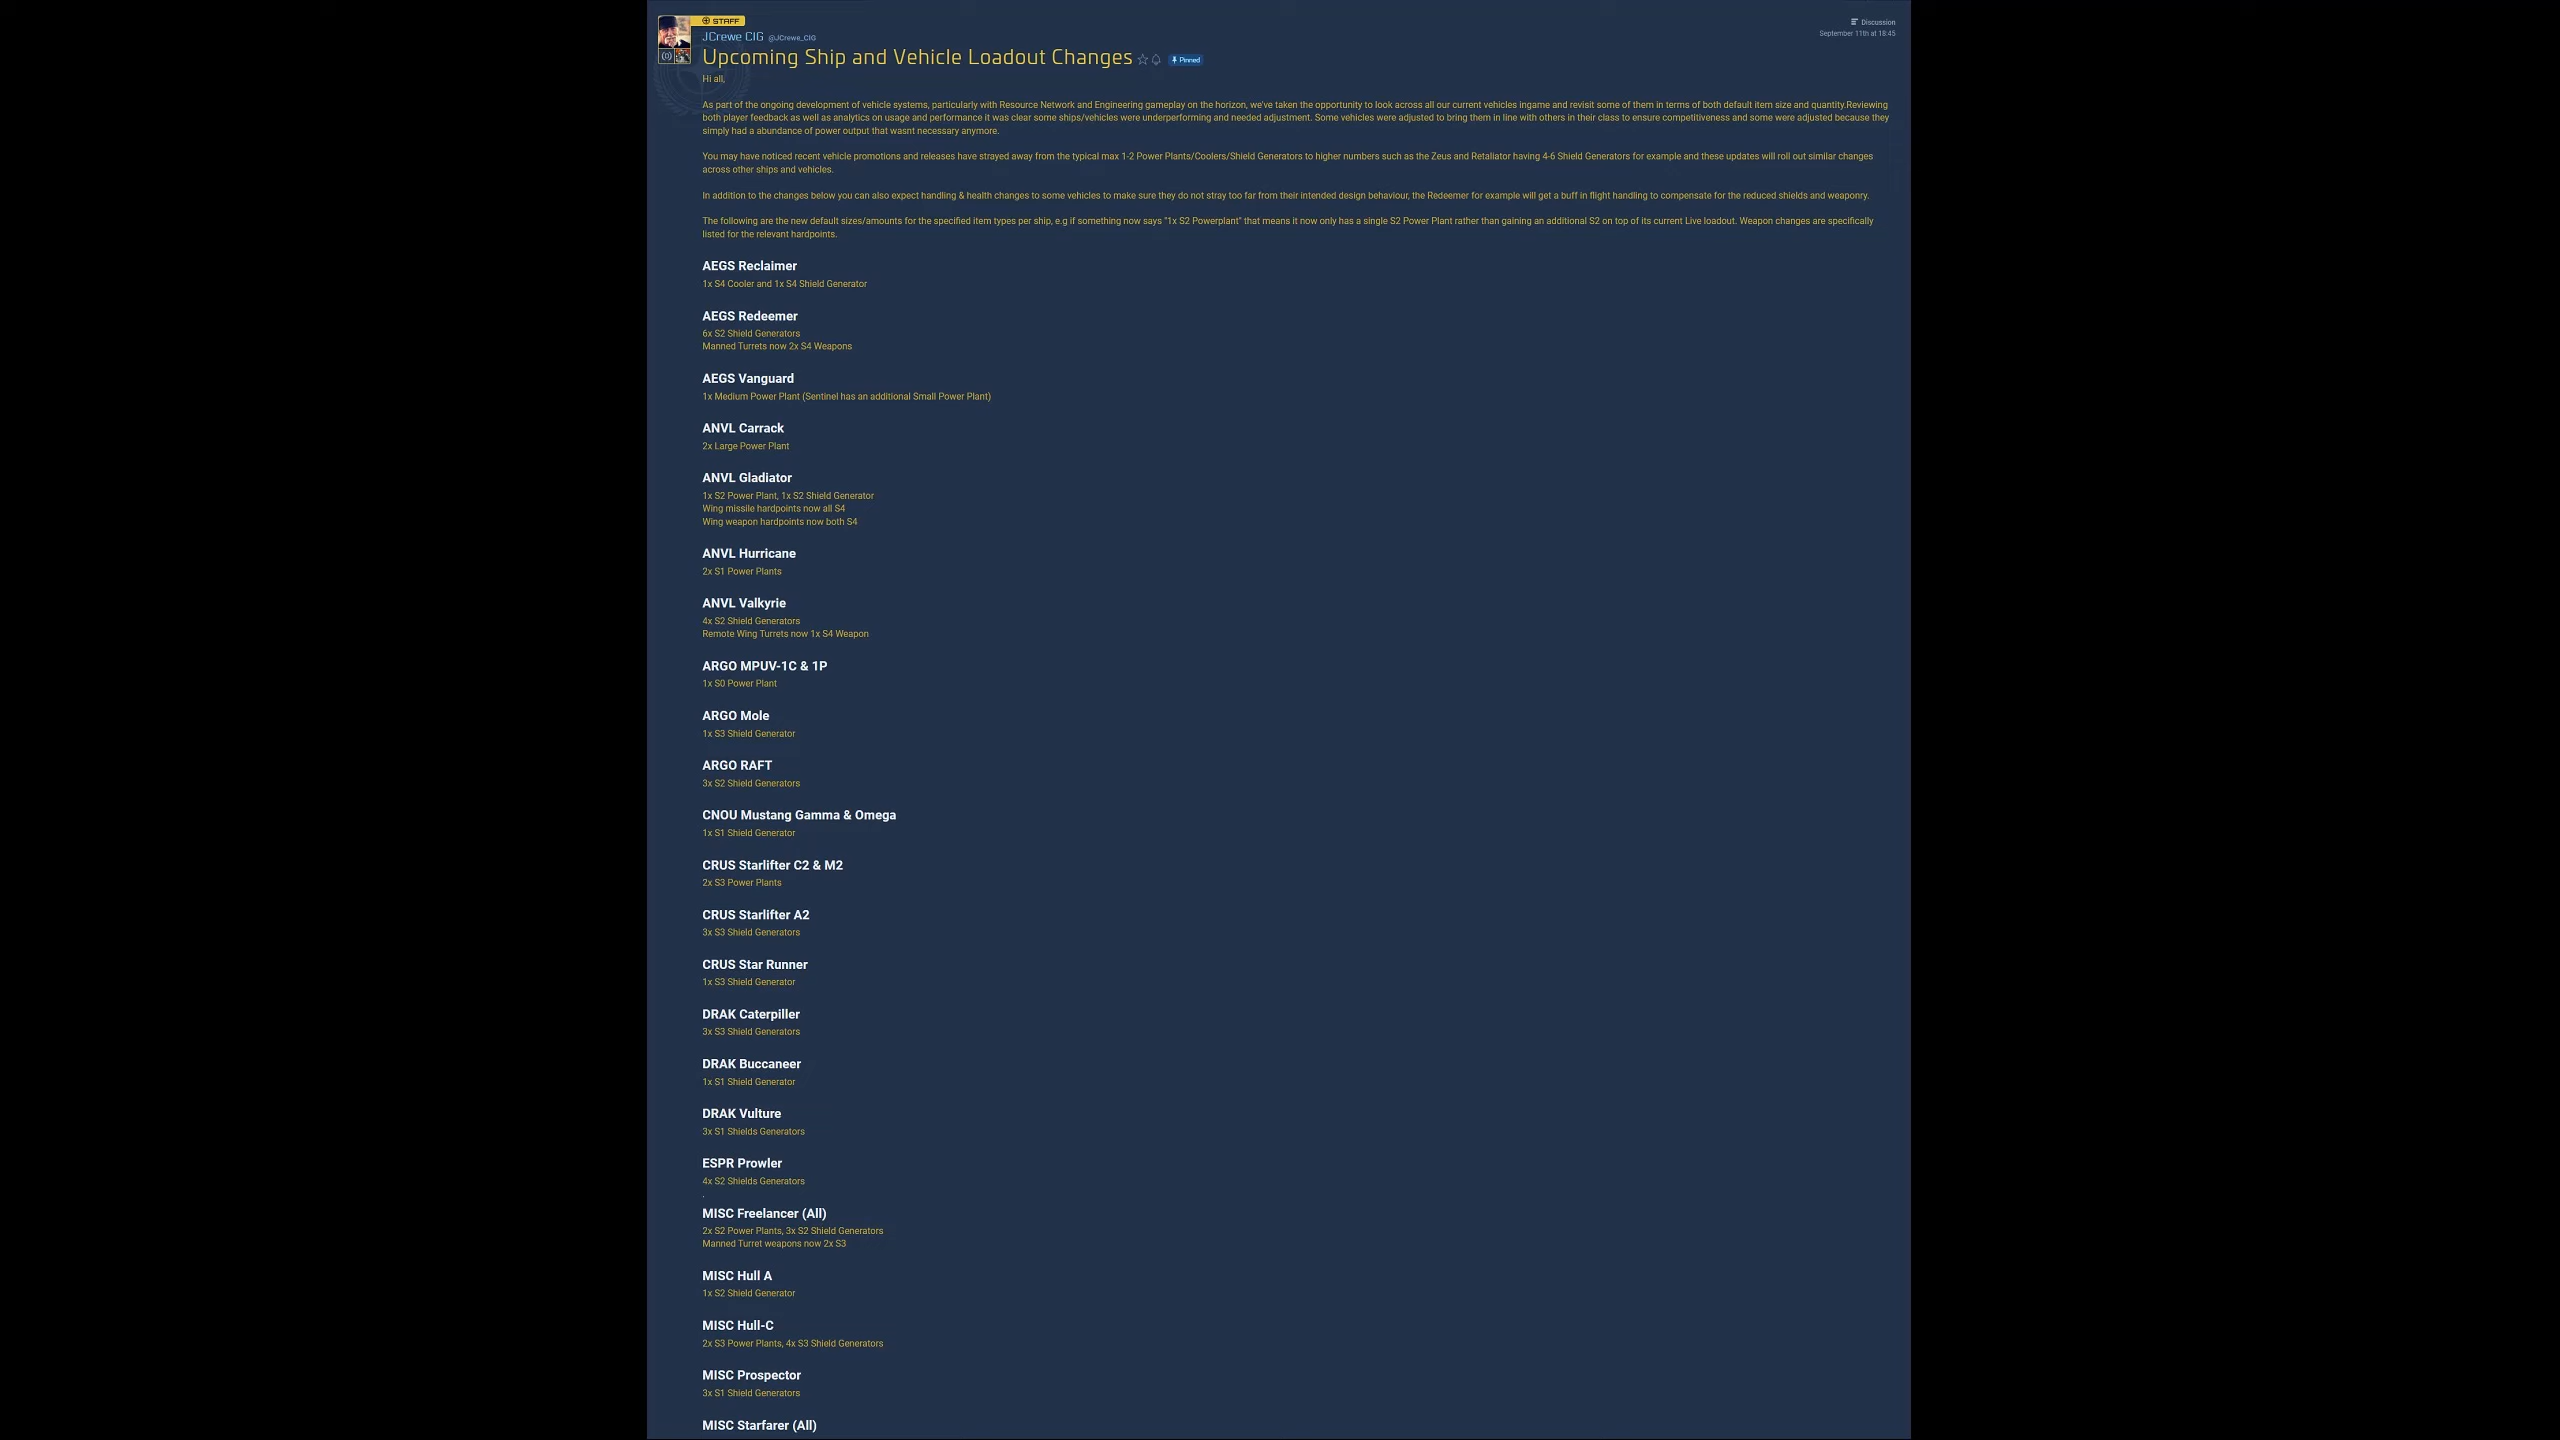 STAFF
Discussion
JCrewe CIG @JCrewe_CIG
September 11th at 18:45
Upcoming Ship and Vehicle Loadout Changes Pinned
Hi all,
As part of the ongoing development of vehicle systems, particularly with Resource Network and Engineering gameplay on the horizon, we've taken the opportunity to look across all our current vehicles ingame and revisit some of them in terms of both default item size and quantity.Reviewing
both player feedback as well as analytics on usage and performance it was clear some ships/vehicles were underperforming and needed adjustment. Some vehicles were adjusted to bring them in line with others in their class to ensure competitiveness and some were adjusted because they
simply had a abundance of power output that wasnt necessary anymore.
You may have noticed recent vehicle promotions and releases have strayed away from the typical max 1-2 Power Plants/Coolers/Shield Generators to higher numbers such as the Zeus and Retaliator having 4-6 Shield Generators for example and these updates will roll out similar changes
across other ships and vehicles.
In addition to the changes below you can also expect handling & health changes to some vehicles to make sure they do not stray too far from their intended design behaviour, the Redeemer for example will get a buff in flight handling to compensate for the reduced shields and weaponry.
The following are the new default sizes/amounts for the specified item types per ship, e.g if something now says "1x S2 Powerplant" that means it now only has a single S2 Power Plant rather than gaining an additional S2 on top of its current Live loadout. Weapon changes are specifically
listed for the relevant hardpoints.
AEGS Reclaimer
1x S4 Cooler and 1x S4 Shield Generator
AEGS Redeemer
6x S2 Shield Generators
Manned Turrets now 2x S4 Weapons
AEGS Vanguard
1x Medium Power Plant (Sentinel has an additional Small Power Plant)
ANVL Carrack
2x Large Power Plant
ANVL Gladiator
1x S2 Power Plant, 1x S2 Shield Generator
Wing missile hardpoints now all S4
Wing weapon hardpoints now both S4
ANVL Hurricane
2x S1 Power Plants
ANVL Valkyrie
4x S2 Shield Generators
Remote Wing Turrets now 1x S4 Weapon
ARGO MPUV-1C & 1P
1x S0 Power Plant
ARGO Mole
1x S3 Shield Generator
ARGO RAFT
3x S2 Shield Generators
CNOU Mustang Gamma & Omega
1x S1 Shield Generator
CRUS Starlifter C2 & M2
2x S3 Power Plants
CRUS Starlifter A2
3x S3 Shield Generators
CRUS Star Runner
1x S3 Shield Generator
DRAK Caterpiller
3x S3 Shield Generators
DRAK Buccaneer
1x S1 Shield Generator
DRAK Vulture
3x S1 Shields Generators
ESPR Prowler
4x S2 Shields Generators
.
MISC Freelancer (All)
2x S2 Power Plants, 3x S2 Shield Generators
Manned Turret weapons now 2x S3
MISC Hull A
1x S2 Shield Generator
MISC Hull-C
2x S3 Power Plants, 4x S3 Shield Generators
MISC Prospector
3x S1 Shield Generators
MISC Starfarer (All)